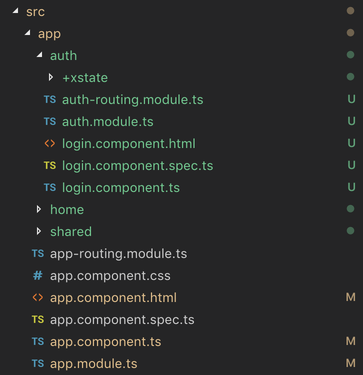 src
app
auth
+xstate
TS auth-routing.module.ts U
TS auth.module.ts U
<> login.component.html U
TS login.component.spec.ts U
TS login.component.ts U
home
shared
TS app-routing.module.ts
# app.component.css
<> app.component.html M
TS app.component.spec.ts
TS app.component.ts M
TS app.module.ts M